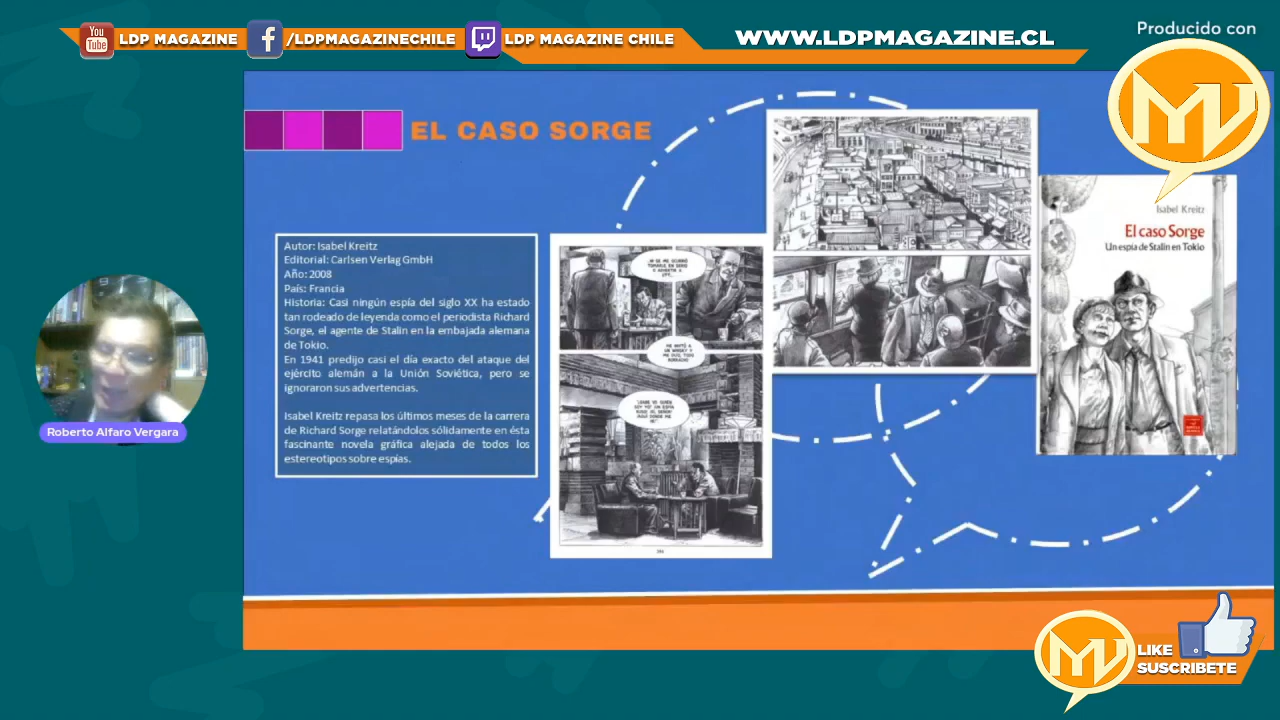 You
Tube
LDP MAGAZINE
/LDPMAGAZINECHILE
LDP MAGAZINE CHILE
WWW.LDPMAGAZINE.CL
Producido con
MV
EL CASO SORGE
Autor: Isabel Kreitz
Editorial: Carlsen Verlag GmbH
Año: 2008
País: Francia
Historia: Casi ningún espía del siglo XX ha estado
tan rodeado de leyenda como el periodista Richard
Sorge, el agente de Stalin en la embajada alemana
de Tokio.
En 1941 predijo casi el día exacto del ataque del
ejército alemán a la Unión Soviética, pero se
ignoraron sus advertencias.
Isabel Kreitz repasa los últimos meses de la carrera
de Richard Sorge relatándolos sólidamente en ésta
fascinante novela gráfica alejada de todos los
estereotipos sobre espías.
Isabel Kreitz
El caso Sorge
Un espía de Stalin en Tokio
Roberto Alfaro Vergara
MV
LIKE
SUSCRIBETE